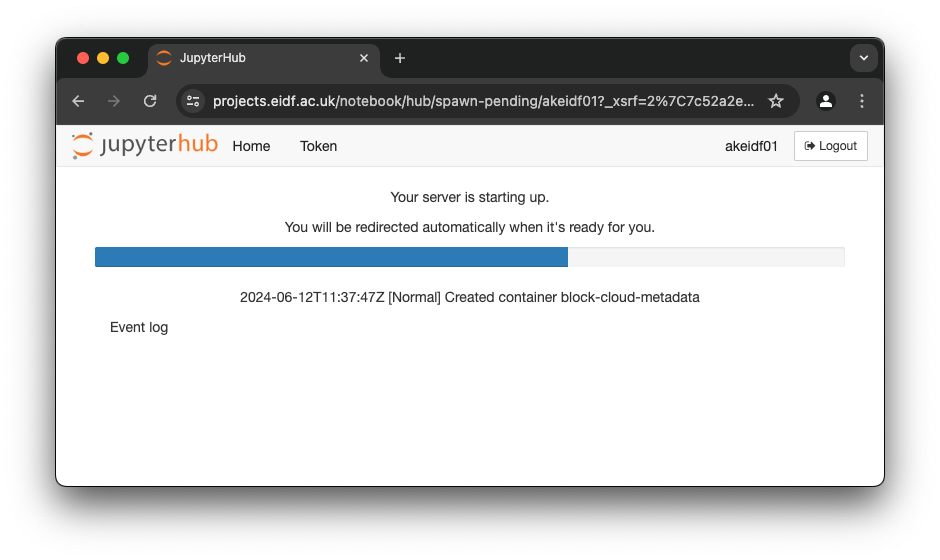 JupyterHub
projects.eidf.ac.uk/notebook/hub/spawn-pending/akeidf01?_xsrf=2%7C7c52a2e...
jupyterhub Home Token akeidf01 Logout
Your server is starting up.
You will be redirected automatically when it's ready for you.
2024-06-12T11:37:47Z [Normal] Created container block-cloud-metadata
Event log